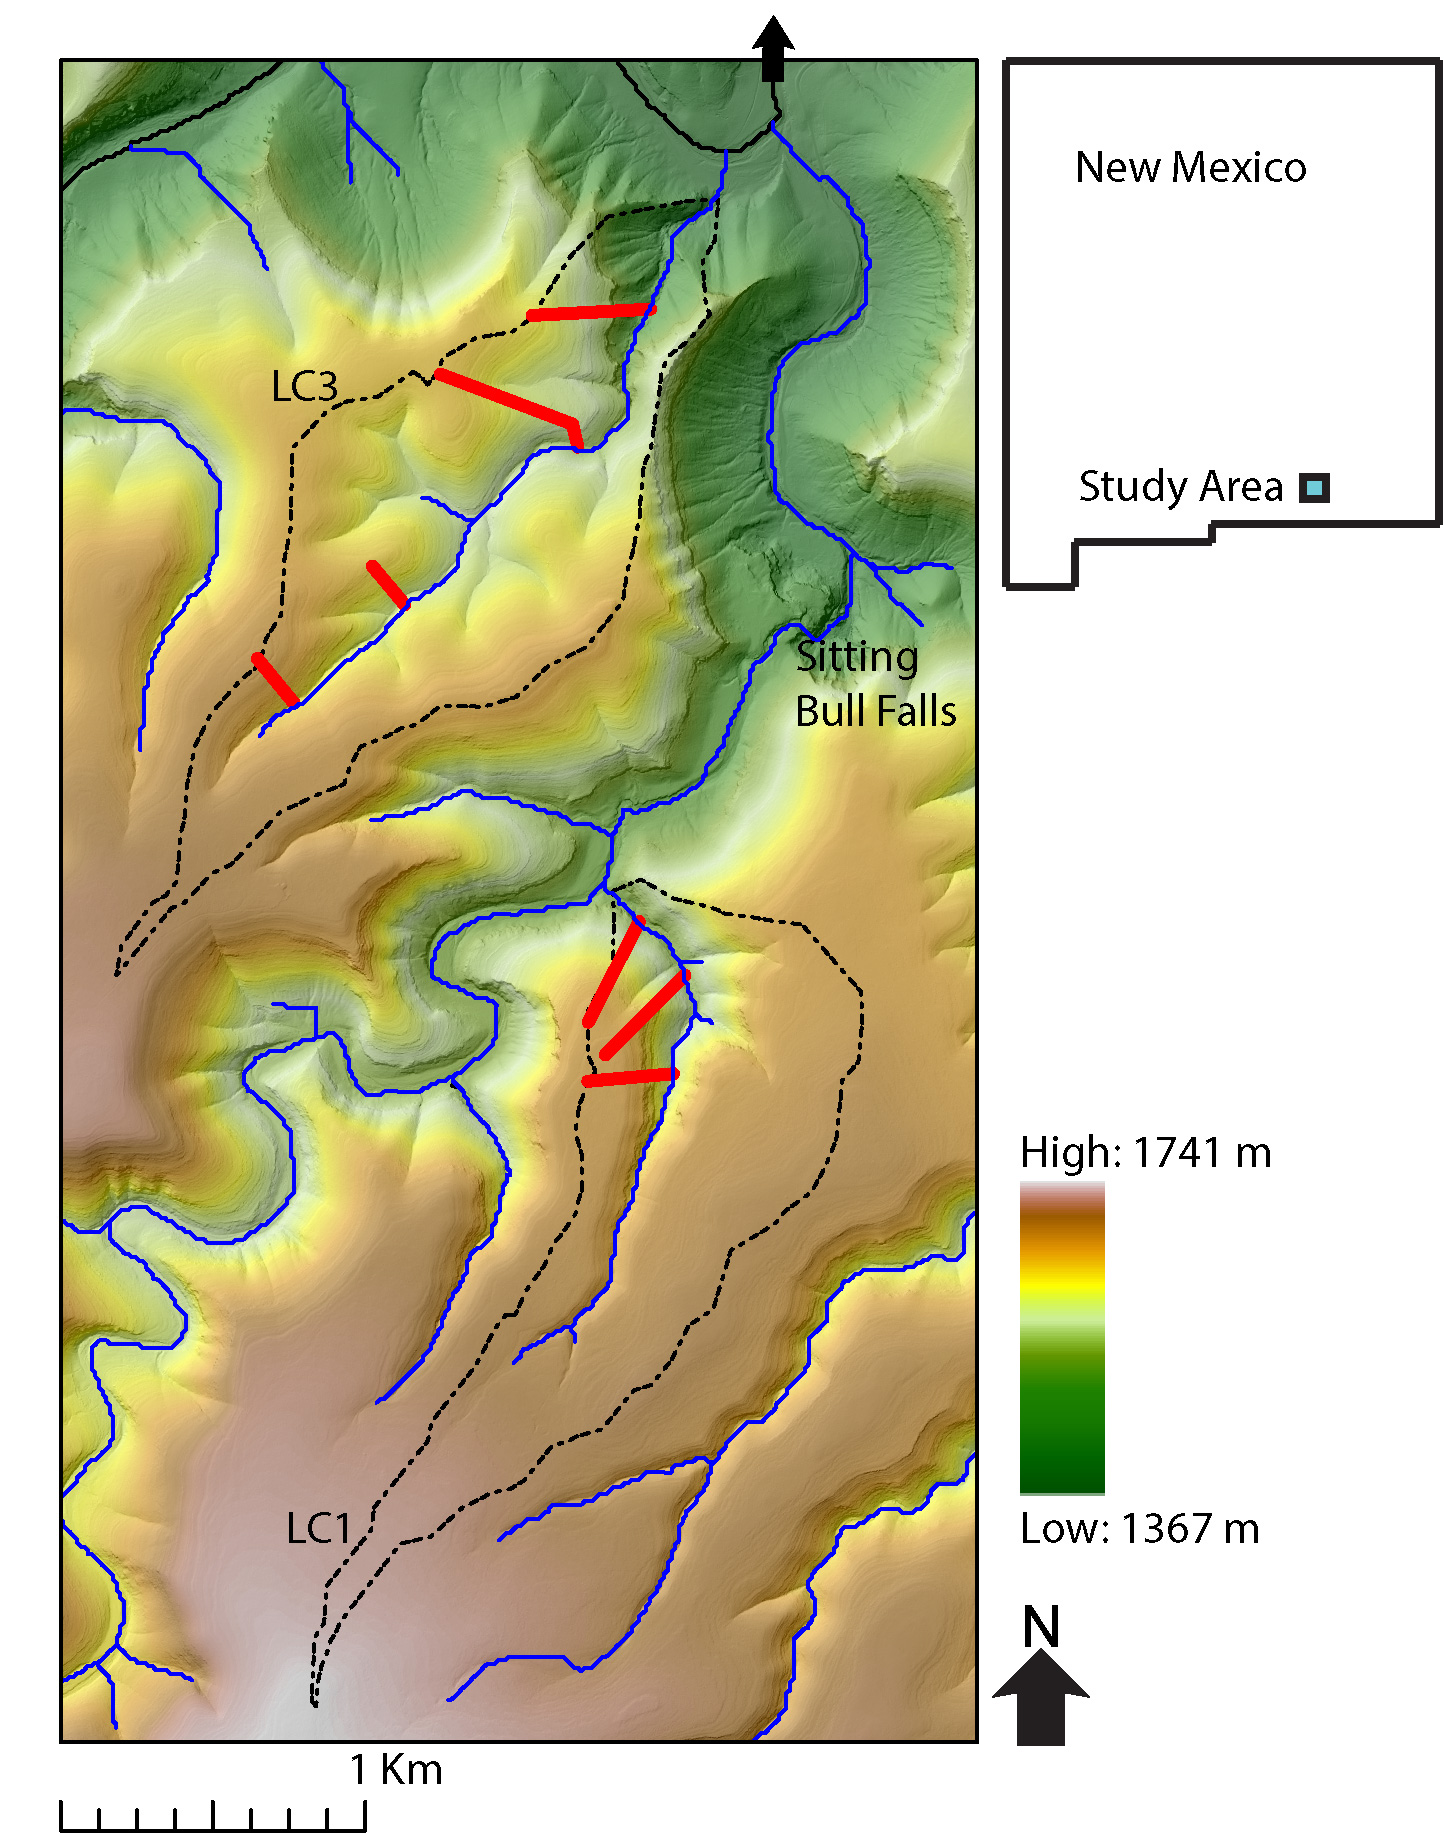 New Mexico
LC3
Study Area
Sitting
Bull Falls
High: 1741 m
LC1
Low: 1367 m
N
1 Km